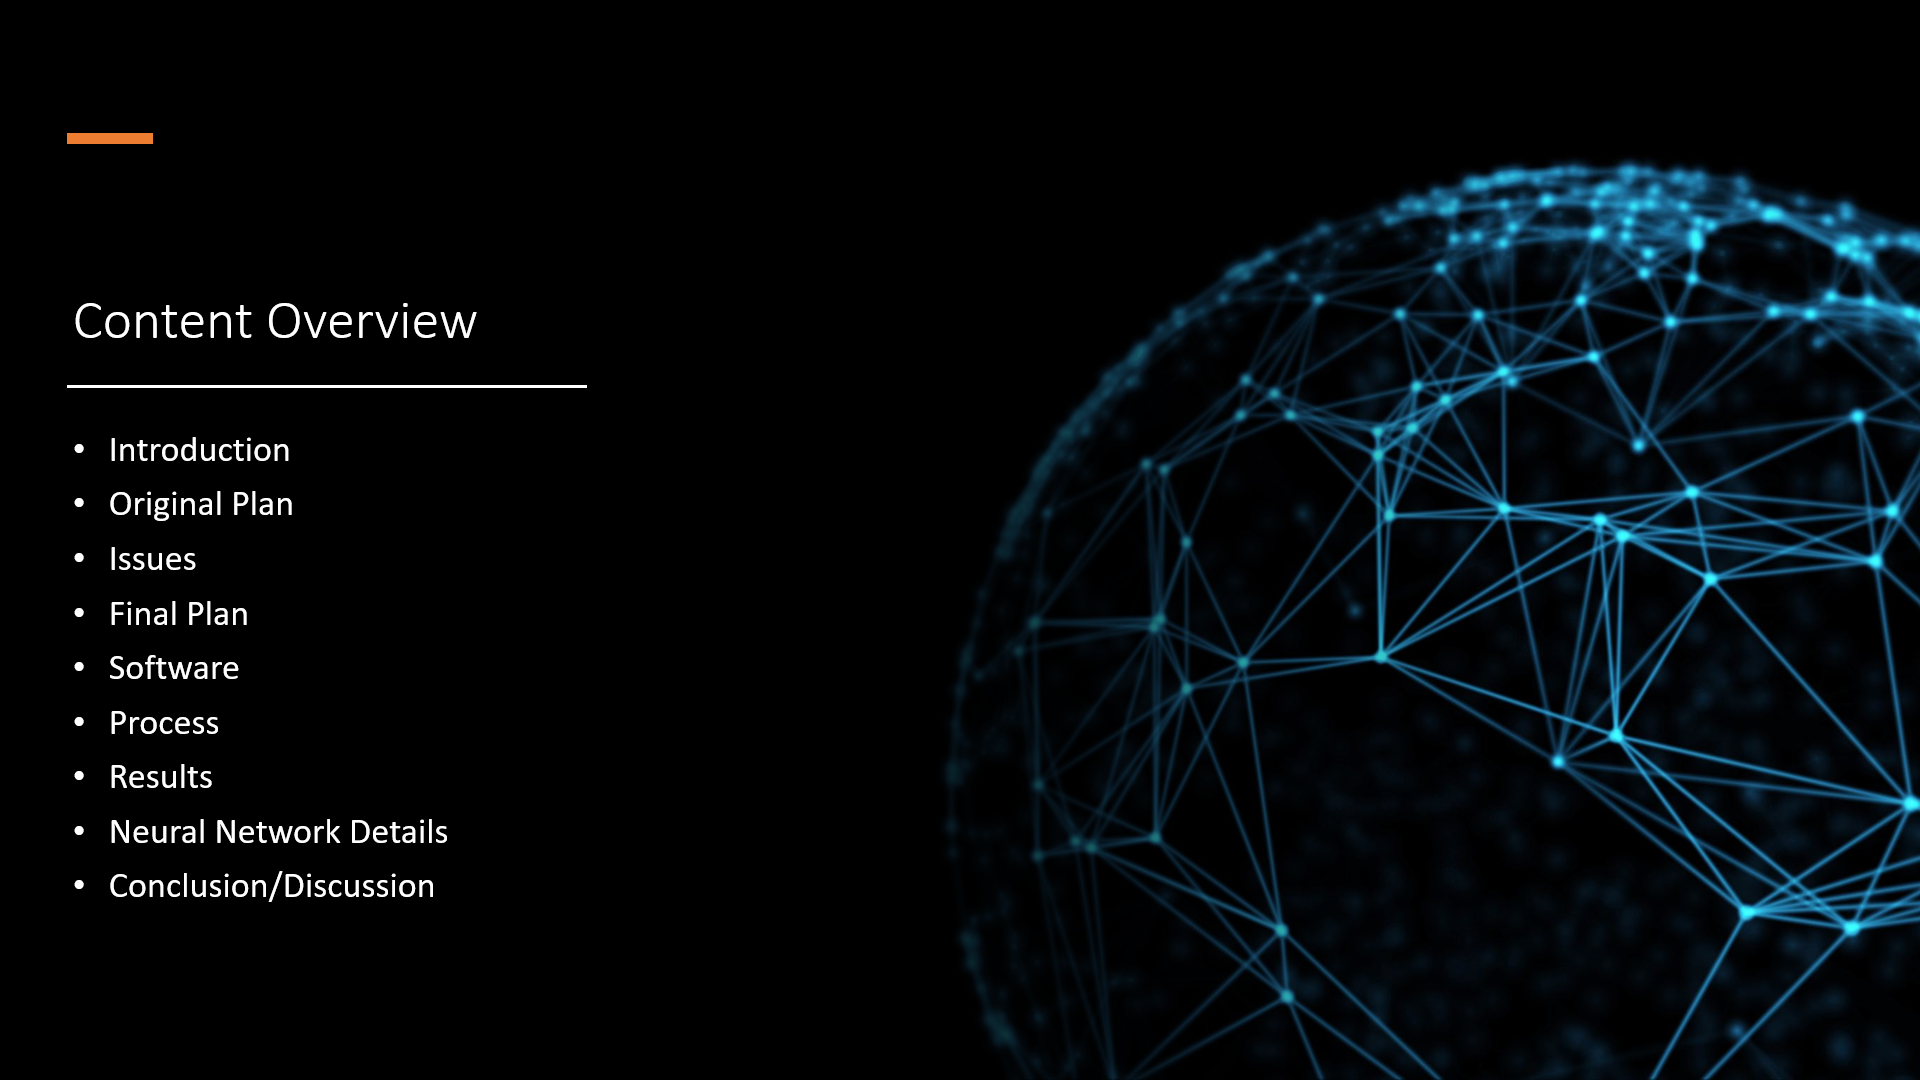 Content Overview
• Introduction
• Original Plan
• Issues
• Final Plan
• Software
• Process
• Results
• Neural Network Details
• Conclusion/Discussion